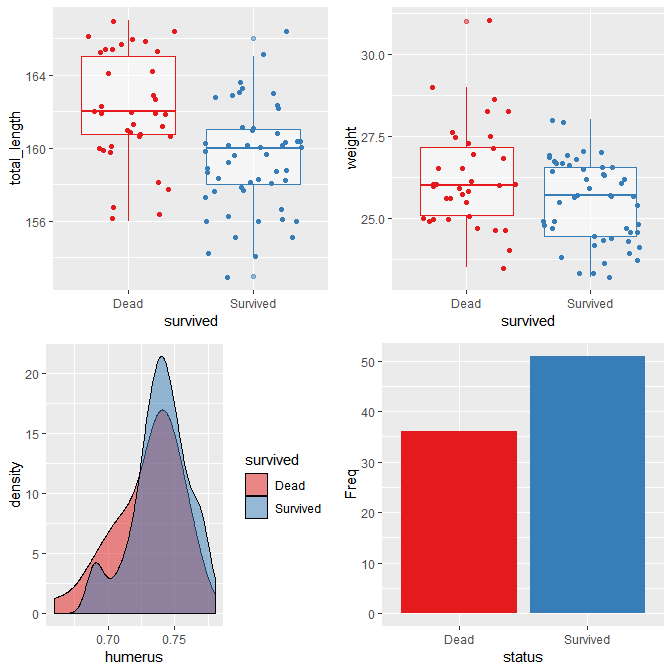 total_length
164
160
156
Dead Survived
survived
weight
30.0
27.5
25.0
Dead Survived
survived
density
20
15
10
5
0
0.70 0.75
humerus
survived
Dead
Survived
Freq
50
40
30
20
10
0
Dead Survived
status